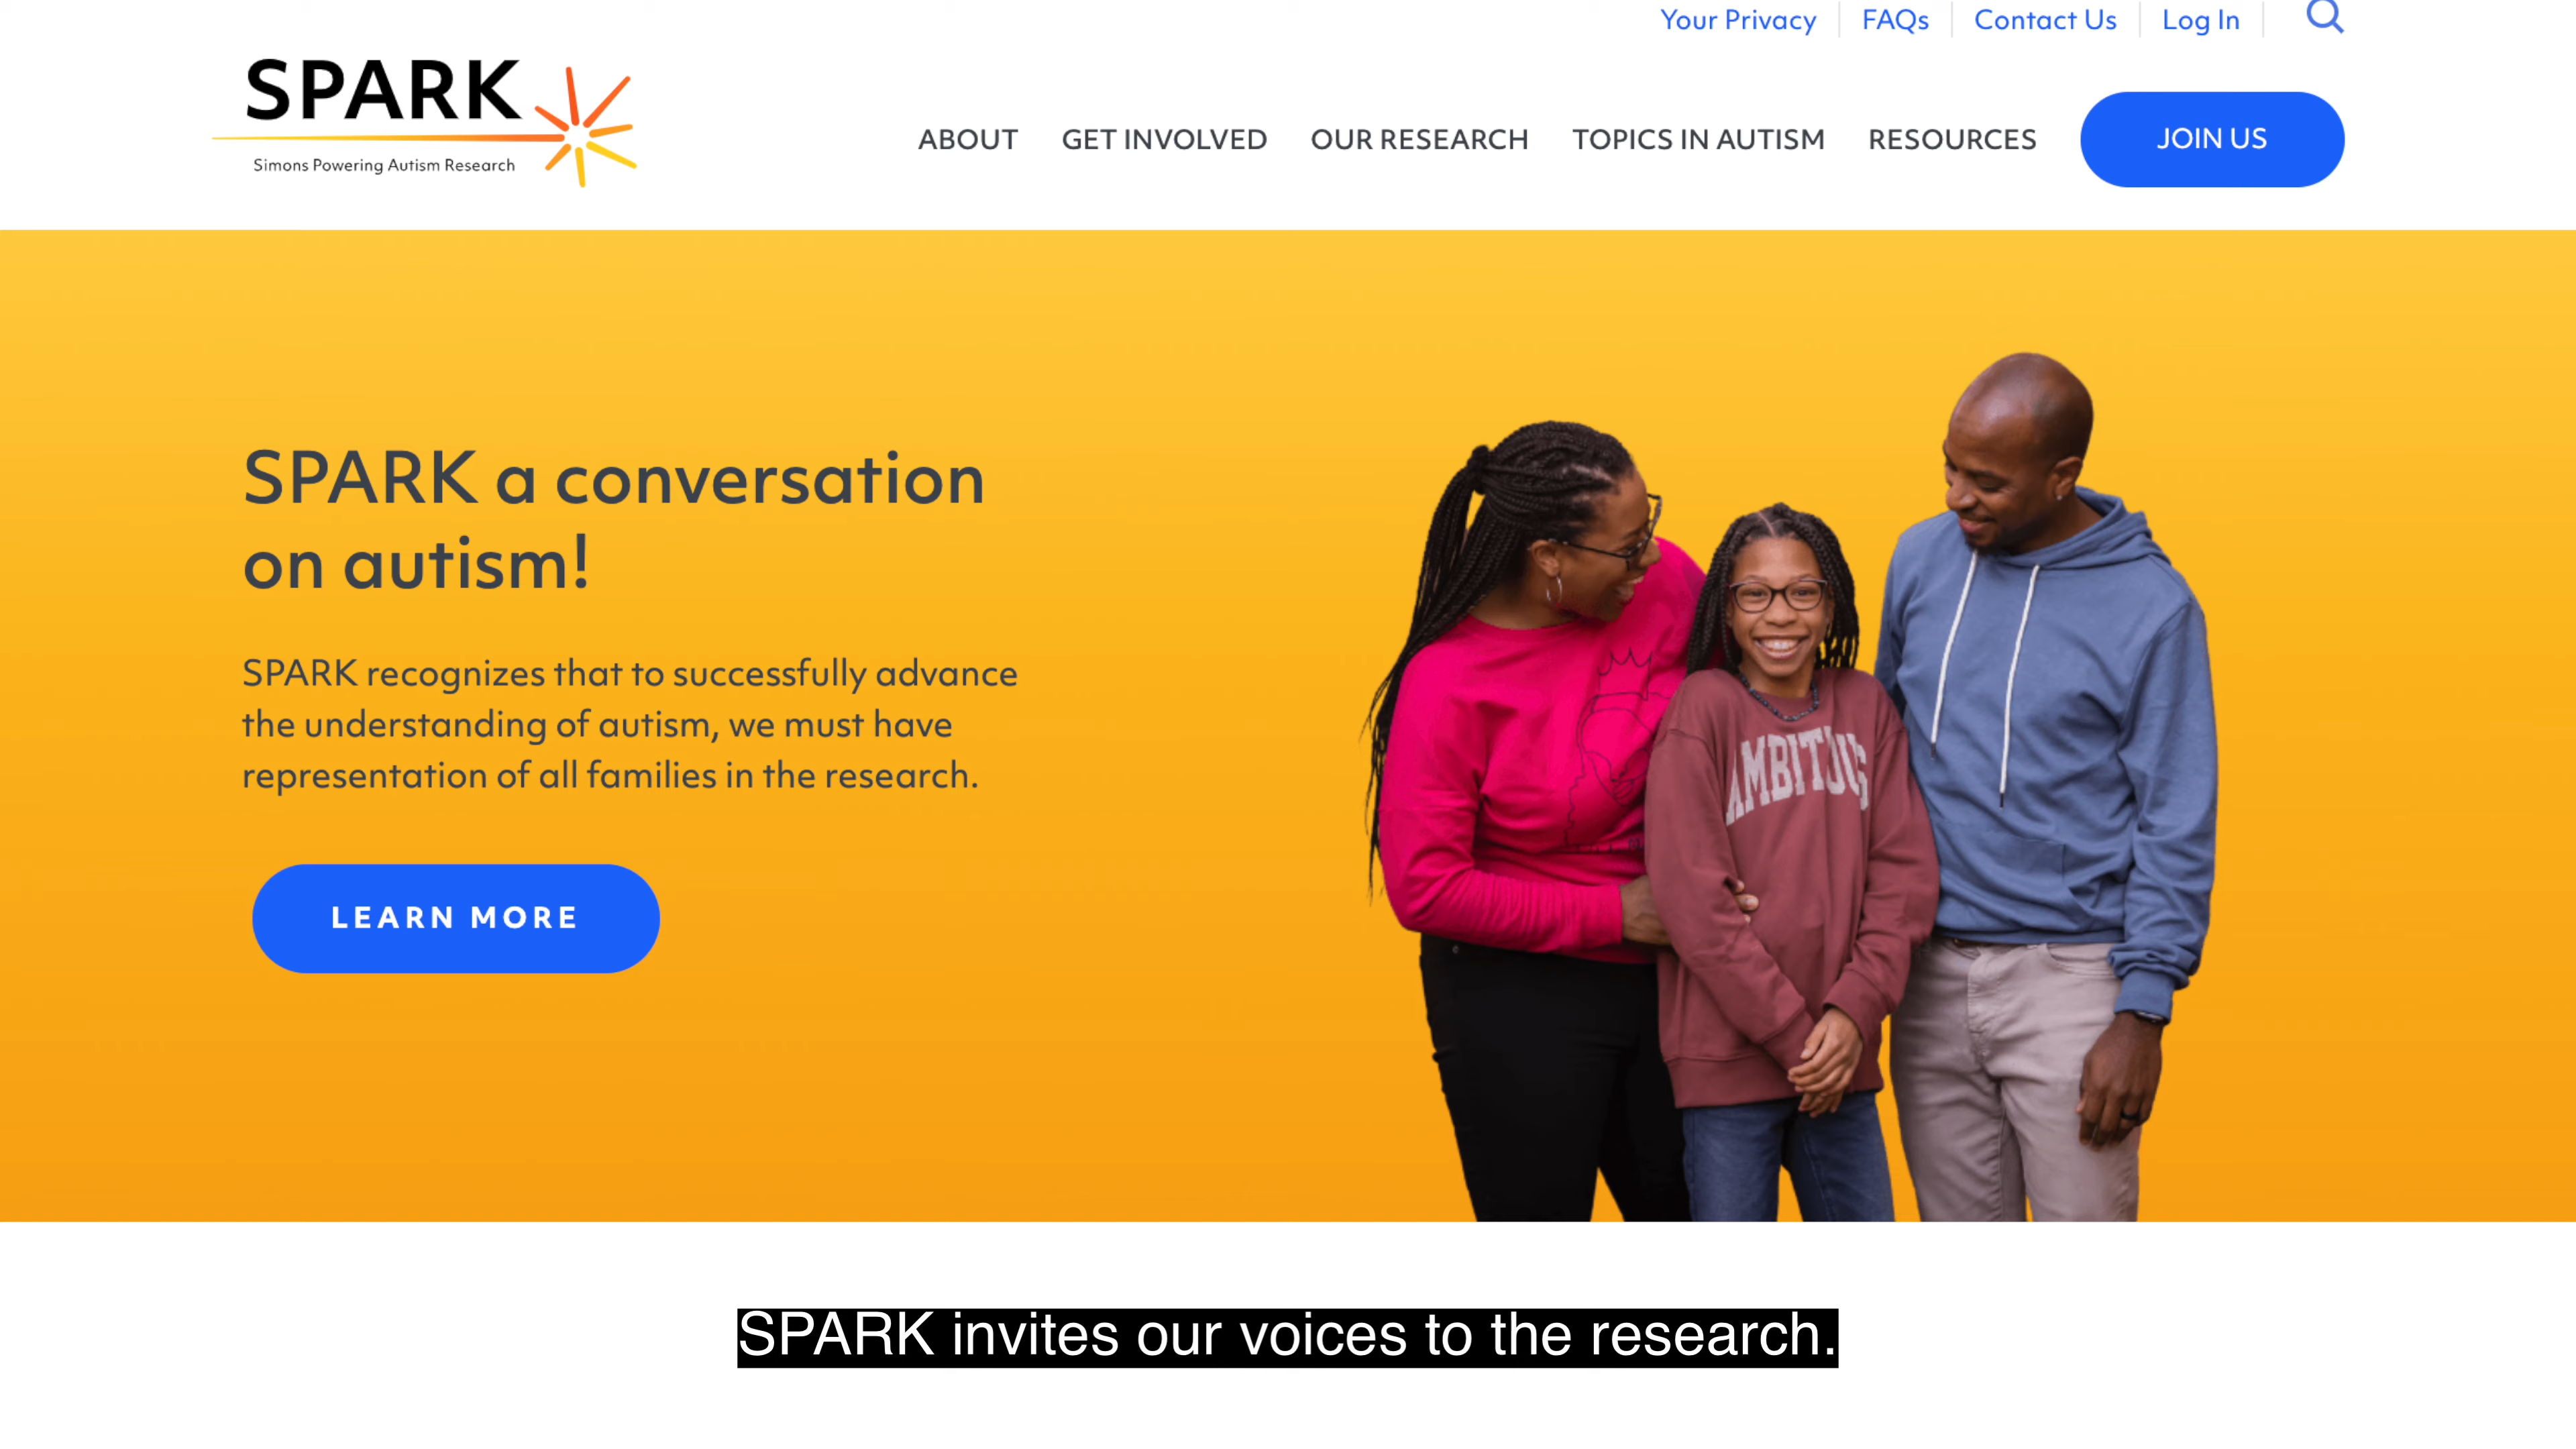 Your Privacy FAQs Contact Us Log In
SPARK
Simons Powering Autism Research
ABOUT GET INVOLVED OUR RESEARCH TOPICS IN AUTISM RESOURCES JOIN US
SPARK a conversation
on autism!
SPARK recognizes that to successfully advance
the understanding of autism, we must have
representation of all families in the research.
LEARN MORE
AMBITIOUS
SPARK invites our voices to the research.